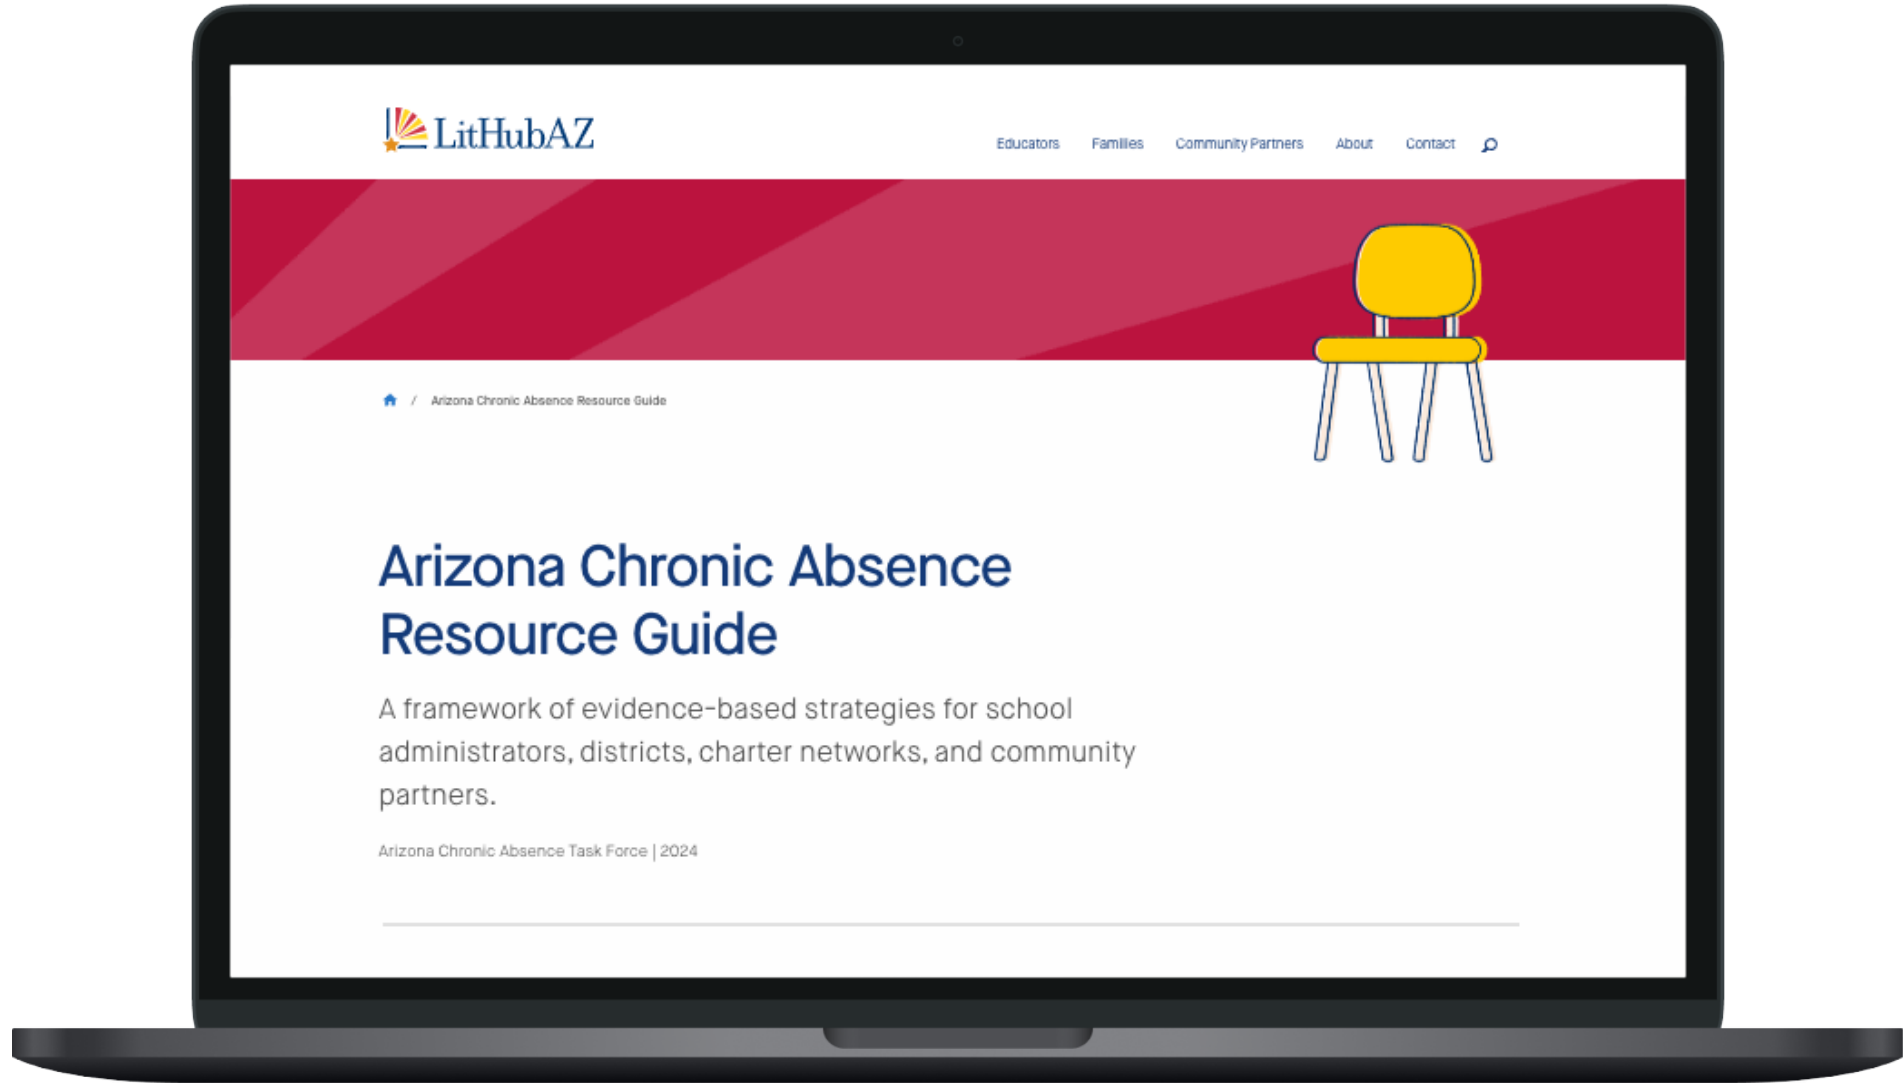 LitHubAZ
Educators Families Community Partners About Contact
/ Arizona Chronic Absence Resource Guide
Arizona Chronic Absence
Resource Guide
A framework of evidence-based strategies for school
administrators, districts, charter networks, and community
partners.
Arizona Chronic Absence Task Force | 2024